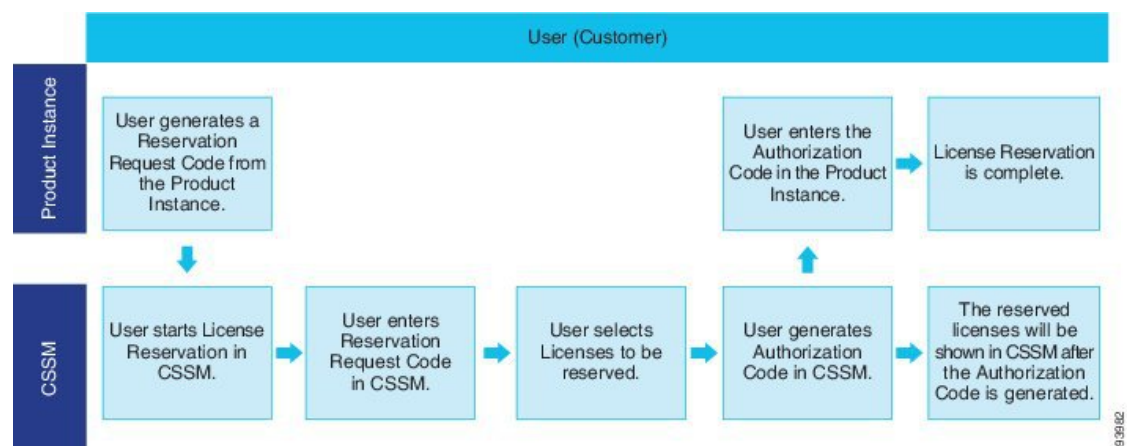 User (Customer)
Product Instance
User generates a
Reservation
Request Code from
the Product
Instance.
User enters the
Authorization
Code in the Product
Instance.
License Reservation
is complete.
CSSM
User starts License
Reservation in
CSSM.
User enters
Reservation
Request Code
in CSSM.
User selects
Licenses to be
reserved.
User generates
Authorization
Code in CSSM.
The reserved
licenses will be
shown in CSSM after
the Authorization
Code is generated.
93982